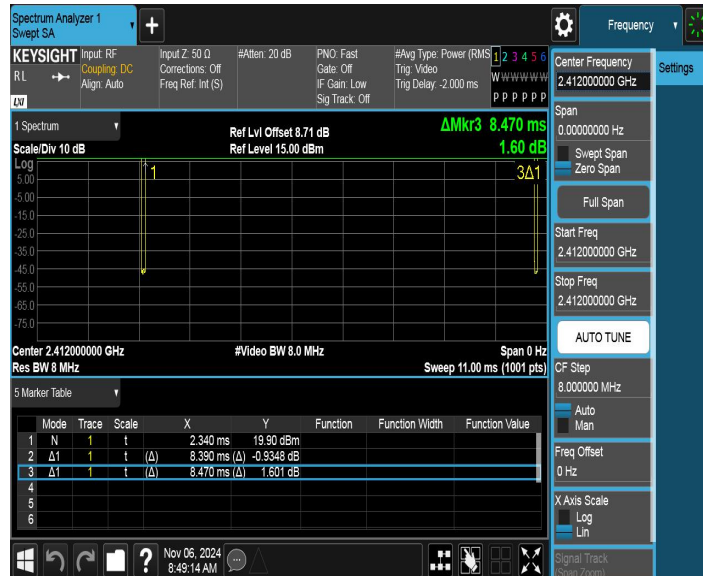 Spectrum Analyzer 1
Swept SA
+
Frequency
KEYSIGHT Input: RF Input Z: 50 Ω #Atten: 20 dB PNO: Fast #Avg Type: Power (RMS 1 2 3 4 5 6
RL Coupling: DC Corrections: Off Gate: Off Trig: Video W W W W W W
Align: Auto Freq Ref: Int (S) IF Gain: Low Trig Delay: -2.000 ms
LXI Sig Track: Off P P P P P P
1 Spectrum
Ref Lvl Offset 8.71 dB ΔMkr3 8.470 ms
Scale/Div 10 dB Ref Level 15.00 dBm 1.60 dB
Log
1 3Δ1
5.00
-5.00
-15.0
-25.0
-35.0
-45.0
-55.0
-65.0
-75.0
Center 2.412000000 GHz #Video BW 8.0 MHz Span 0 Hz
Res BW 8 MHz Sweep 11.00 ms (1001 pts)
5 Marker Table
Mode Trace Scale X Y Function Function Width Function Value
1 N 1 t 2.340 ms 19.90 dBm
2 Δ1 1 t (Δ) 8.390 ms (Δ) -0.9348 dB
3 Δ1 1 t (Δ) 8.470 ms (Δ) 1.601 dB
4
5
6
Nov 06, 2024
8:49:14 AM
Center Frequency
2.412000000 GHz
Settings
Span
0.00000000 Hz
Swept Span
Zero Span
Full Span
Start Freq
2.412000000 GHz
Stop Freq
2.412000000 GHz
AUTO TUNE
CF Step
8.000000 MHz
Auto
Man
Freq Offset
0 Hz
X Axis Scale
Log
Lin
Signal Track
(Span Zoom)